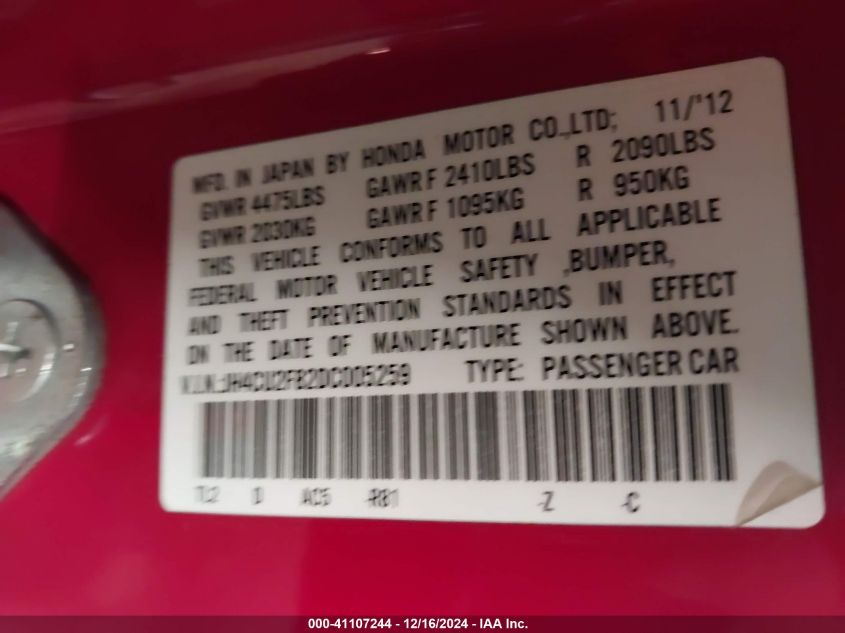 MFD. IN JAPAN BY HONDA MOTOR CO.,LTD; 11/'12
GVWR 4475LBS GAWR F 2410LBS R 2090LBS
GVWR 2030KG GAWR F 1095KG R 950KG
THIS VEHICLE CONFORMS TO ALL APPLICABLE
FEDERAL MOTOR VEHICLE SAFETY ,BUMPER,
AND THEFT PREVENTION STANDARDS IN EFFECT
ON THE DATE OF MANUFACTURE SHOWN ABOVE.
V.I.N.:JH4CU2F82DC005259 TYPE: PASSENGER CAR
TL2 D AC5 -R81 -Z -C
000-41107244 - 12/16/2024 - IAA Inc.